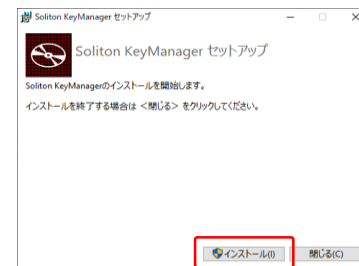 Soliton KeyManager セットアップ
Soliton KeyManager セットアップ
Soliton KeyManagerのインストールを開始します。
インストールを終了する場合は <閉じる> をクリックしてください。
インストール(I)
閉じる(C)